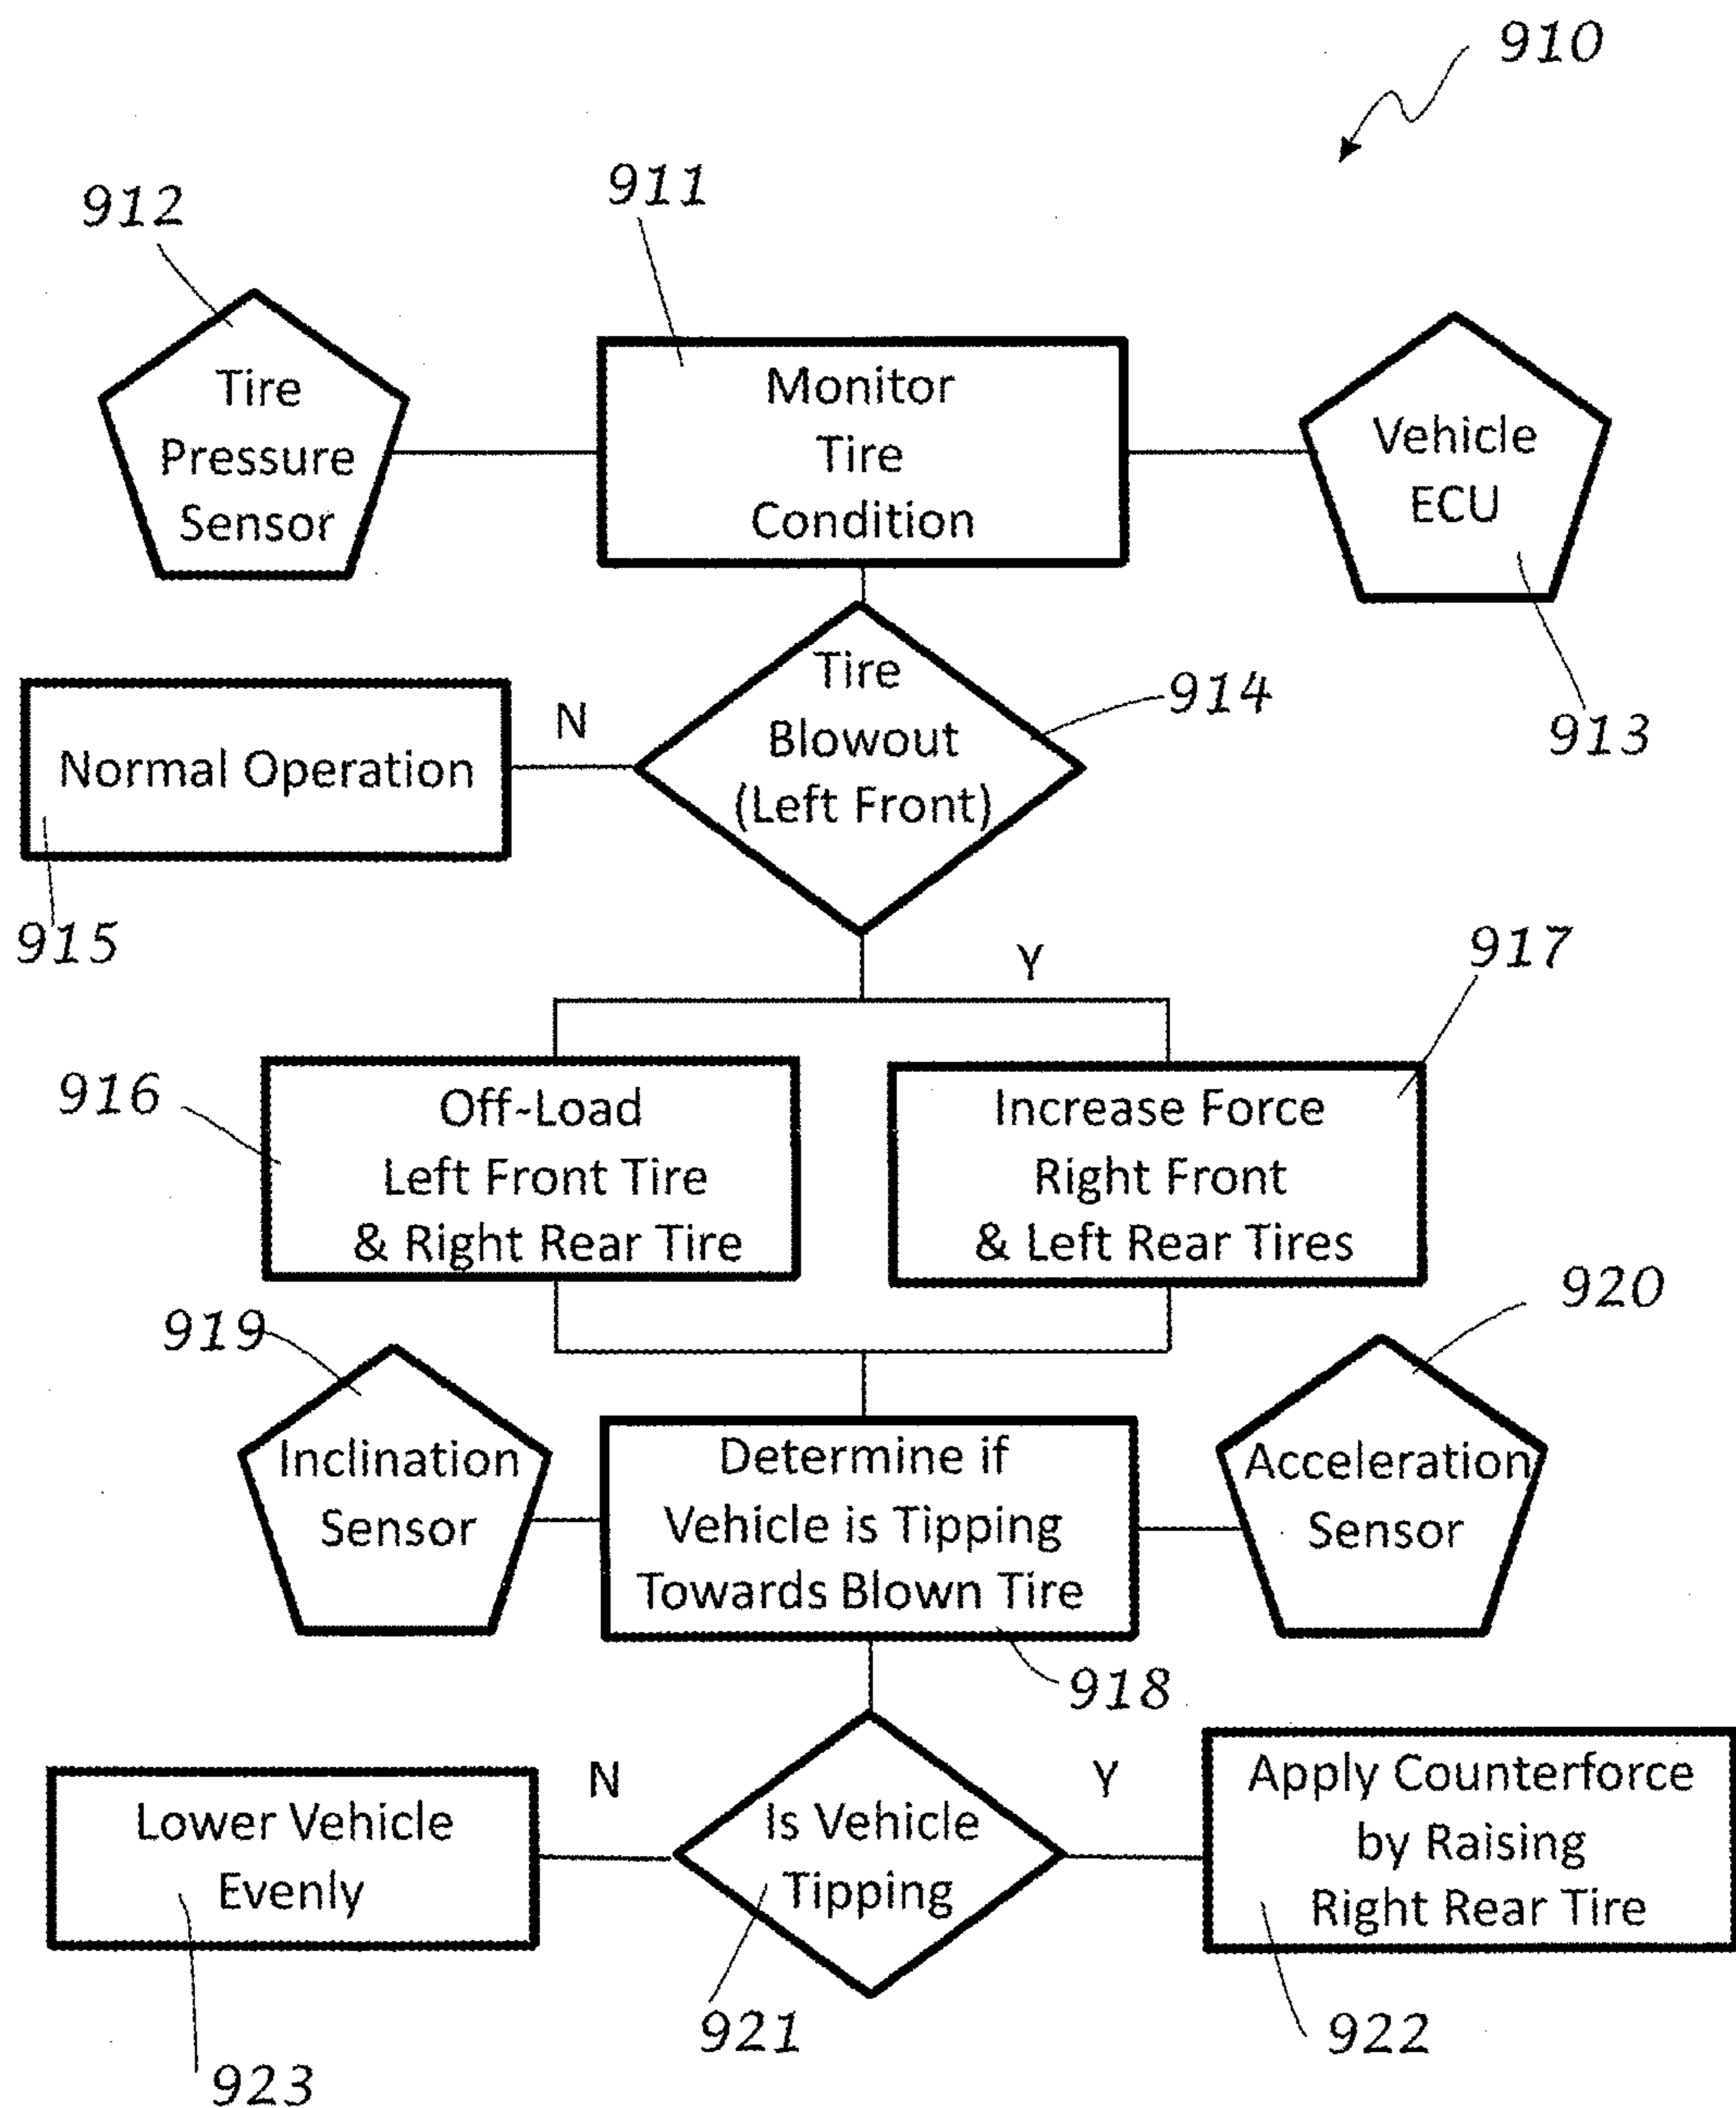 910
911
912
Tire
Pressure
Sensor
Monitor
Tire
Condition
Vehicle
ECU
913
Tire
Blowout
(Left Front)
914
N
Normal Operation
915
Y
917
916
Off-Load
Left Front Tire
& Right Rear Tire
Increase Force
Right Front
& Left Rear Tires
919
920
Inclination
Sensor
Determine if
Vehicle is Tipping
Towards Blown Tire
Acceleration
Sensor
918
N
Y
Lower Vehicle
Evenly
Is Vehicle
Tipping
Apply Counterforce
by Raising
Right Rear Tire
921
922
923